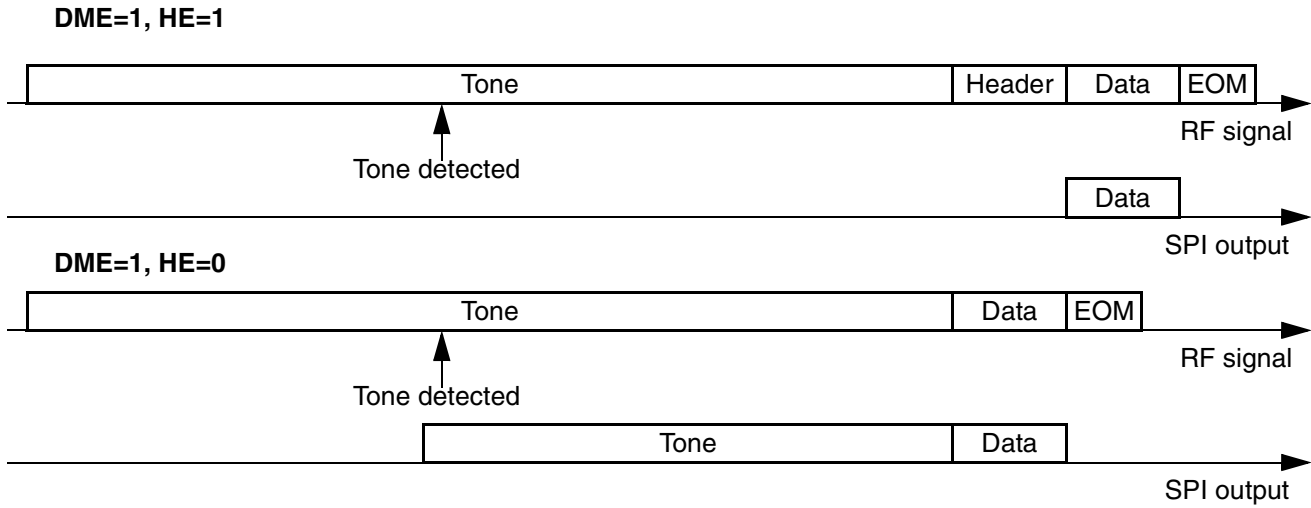 DME=1, HE=1
Tone Header Data EOM
RF signal
Tone detected
Data
SPI output
DME=1, HE=0
Tone Data EOM
RF signal
Tone detected
Tone Data
SPI output